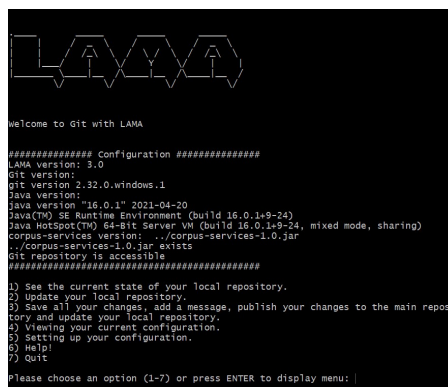 LAMA
Welcome to Git with LAMA
############### Configuration ###############
LAMA version: 3.0
Git version:
git version 2.32.0.windows.1
Java version:
java version "16.0.1" 2021-04-20
Java(TM) SE Runtime Environment (build 16.0.1+9-24)
Java HotSpot(TM) 64-Bit Server VM (build 16.0.1+9-24, mixed mode, sharing)
corpus-services version:  ../corpus-services-1.0.jar
../corpus-services-1.0.jar exists
Git repository is accessible
#############################################
1) See the current state of your local repository.
2) Update your local repository.
3) Save all your changes, add a message, publish your changes to the main repos
tory and update your local repository.
4) Viewing your current configuration.
5) Setting up your configuration.
6) Help!
7) Quit
Please choose an option (1-7) or press ENTER to display menu: